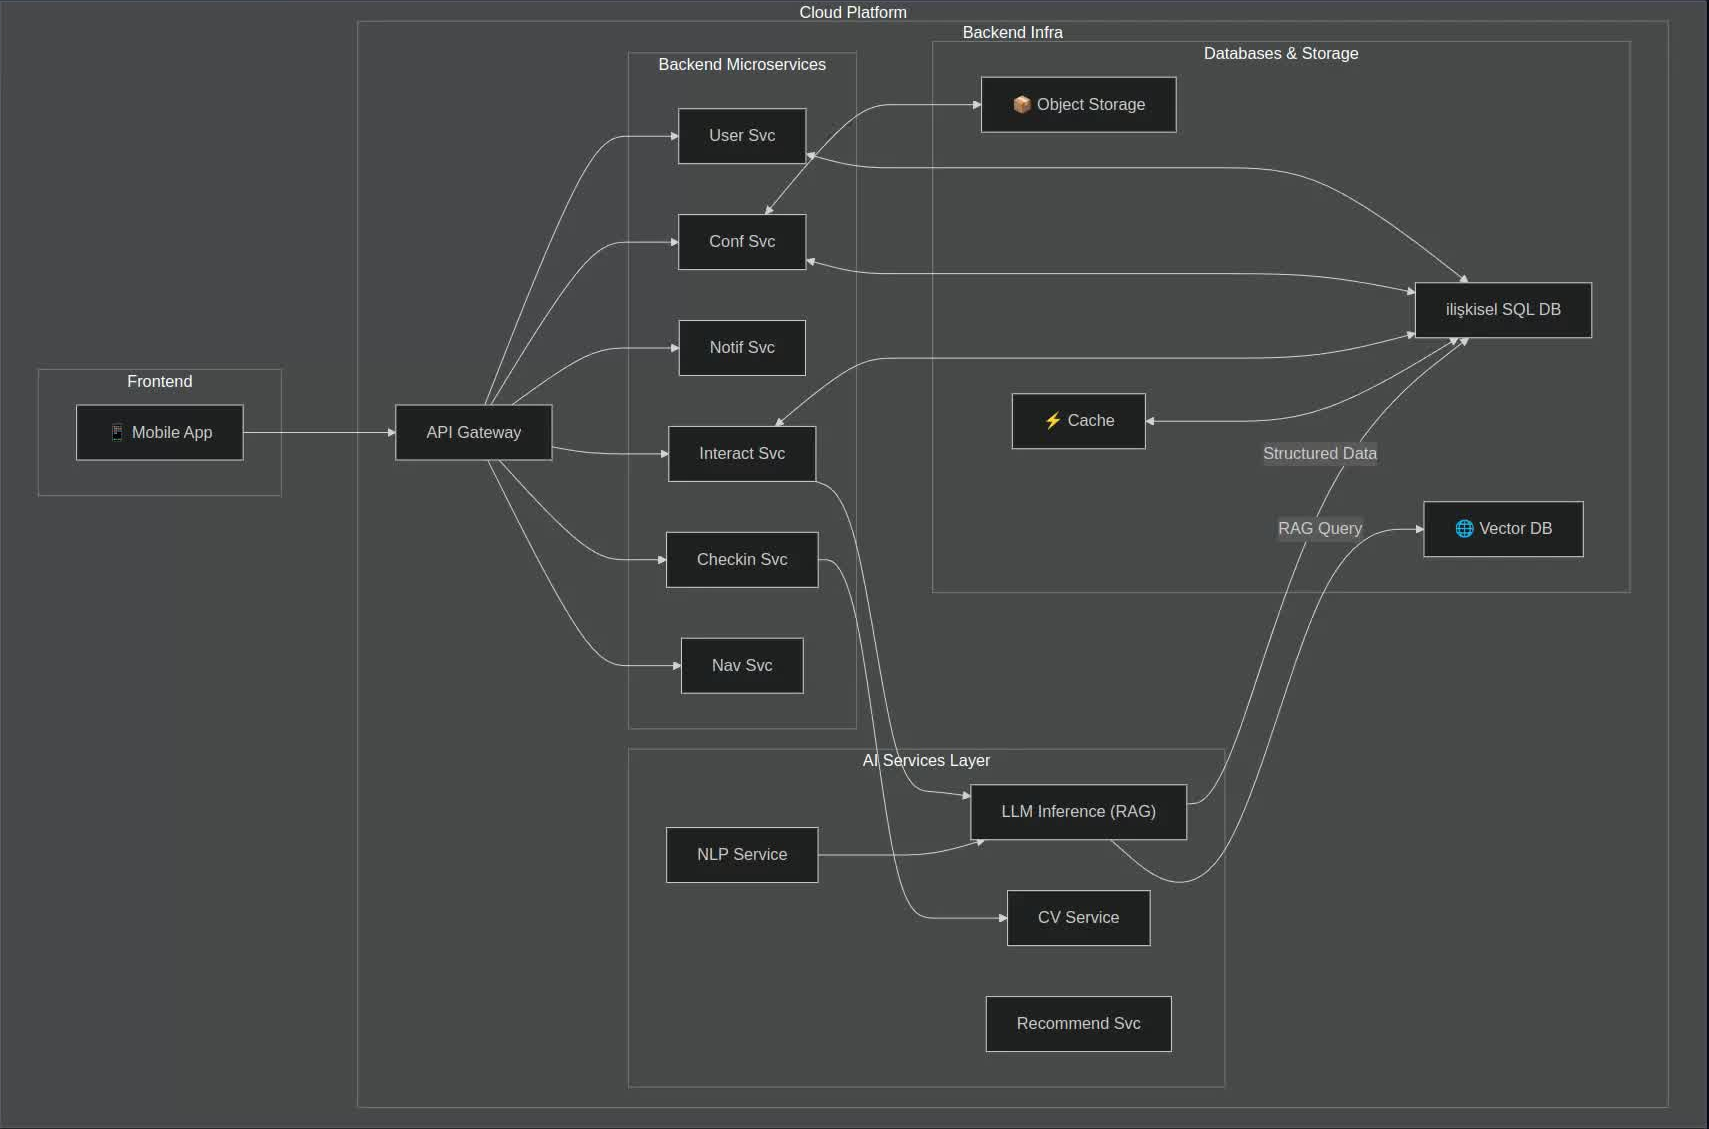 Cloud Platform
Backend Infra
Databases & Storage
Backend Microservices
📦 Object Storage
User Svc
Conf Svc
ilişkisel SQL DB
Notif Svc
Frontend
📱 Mobile App
API Gateway
⚡ Cache
Interact Svc
Structured Data
RAG Query
🌐 Vector DB
Checkin Svc
Nav Svc
AI Services Layer
LLM Inference (RAG)
NLP Service
CV Service
Recommend Svc